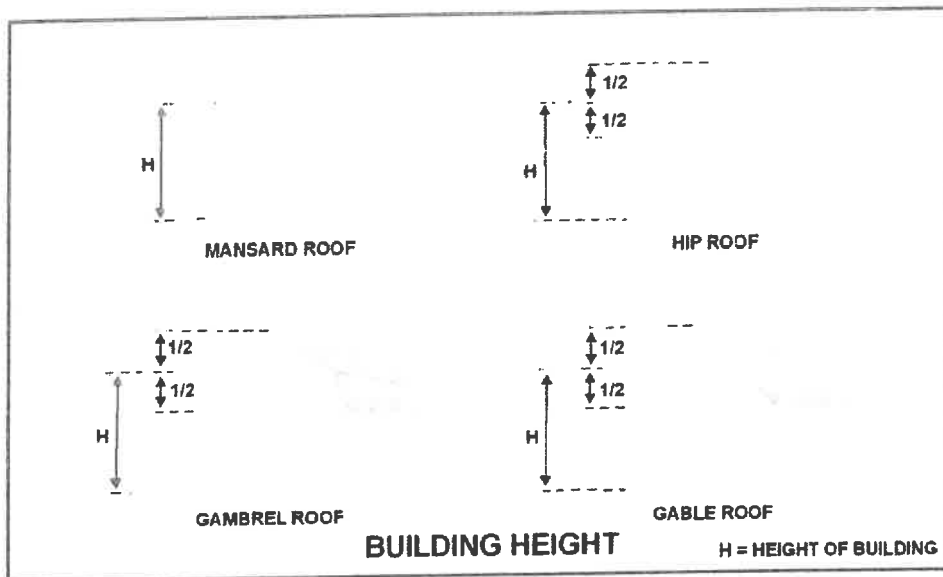 1/2
1/2
H
H
MANSARD ROOF
HIP ROOF
1/2
1/2
H
1/2
1/2
H
GAMBREL ROOF
GABLE ROOF
BUILDING HEIGHT
H = HEIGHT OF BUILDING